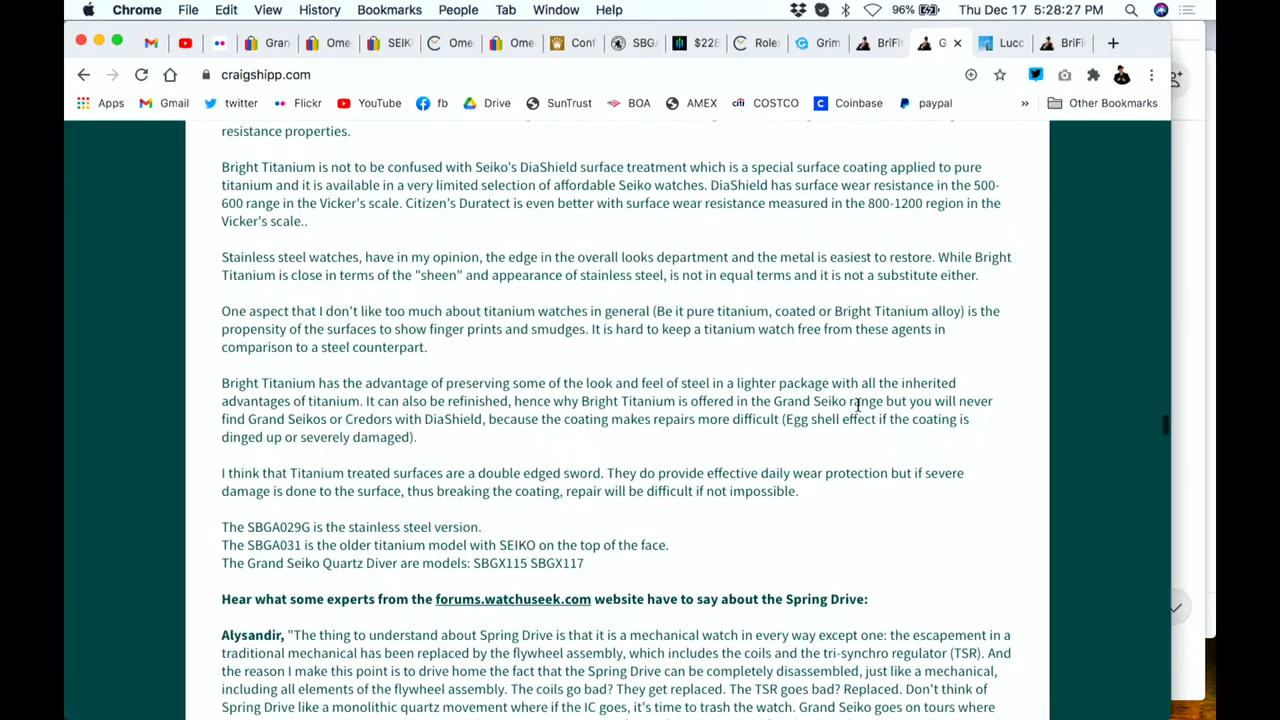 Chrome File Edit View History Bookmarks People Tab Window Help 96% Thu Dec 17 5:28:27 PM
Gran Ome SEIK Ome Ome Conf SBGA $22E Role Grim BriFi G Lucc BriFi
craigshipp.com
Apps Gmail twitter Flickr YouTube fb Drive SunTrust BOA AMEX COSTCO Coinbase paypal » Other Bookmarks
resistance properties.
Bright Titanium is not to be confused with Seiko's DiaShield surface treatment which is a special surface coating applied to pure
titanium and it is available in a very limited selection of affordable Seiko watches. DiaShield has surface wear resistance in the 500-
600 range in the Vicker's scale. Citizen's Duratect is even better with surface wear resistance measured in the 800-1200 region in the
Vicker's scale..
Stainless steel watches, have in my opinion, the edge in the overall looks department and the metal is easiest to restore. While Bright
Titanium is close in terms of the "sheen" and appearance of stainless steel, is not in equal terms and it is not a substitute either.
One aspect that I don't like too much about titanium watches in general (Be it pure titanium, coated or Bright Titanium alloy) is the
propensity of the surfaces to show finger prints and smudges. It is hard to keep a titanium watch free from these agents in
comparison to a steel counterpart.
Bright Titanium has the advantage of preserving some of the look and feel of steel in a lighter package with all the inherited
advantages of titanium. It can also be refinished, hence why Bright Titanium is offered in the Grand Seiko range but you will never
find Grand Seikos or Credors with DiaShield, because the coating makes repairs more difficult (Egg shell effect if the coating is
dinged up or severely damaged).
I think that Titanium treated surfaces are a double edged sword. They do provide effective daily wear protection but if severe
damage is done to the surface, thus breaking the coating, repair will be difficult if not impossible.
The SBGA029G is the stainless steel version.
The SBGA031 is the older titanium model with SEIKO on the top of the face.
The Grand Seiko Quartz Diver are models: SBGX115 SBGX117
Hear what some experts from the forums.watchuseek.com website have to say about the Spring Drive:
Alysandir, "The thing to understand about Spring Drive is that it is a mechanical watch in every way except one: the escapement in a
traditional mechanical has been replaced by the flywheel assembly, which includes the coils and the tri-synchro regulator (TSR). And
the reason I make this point is to drive home the fact that the Spring Drive can be completely disassembled, just like a mechanical,
including all elements of the flywheel assembly. The coils go bad? They get replaced. The TSR goes bad? Replaced. Don't think of
Spring Drive like a monolithic quartz movement where if the IC goes, it's time to trash the watch. Grand Seiko goes on tours where